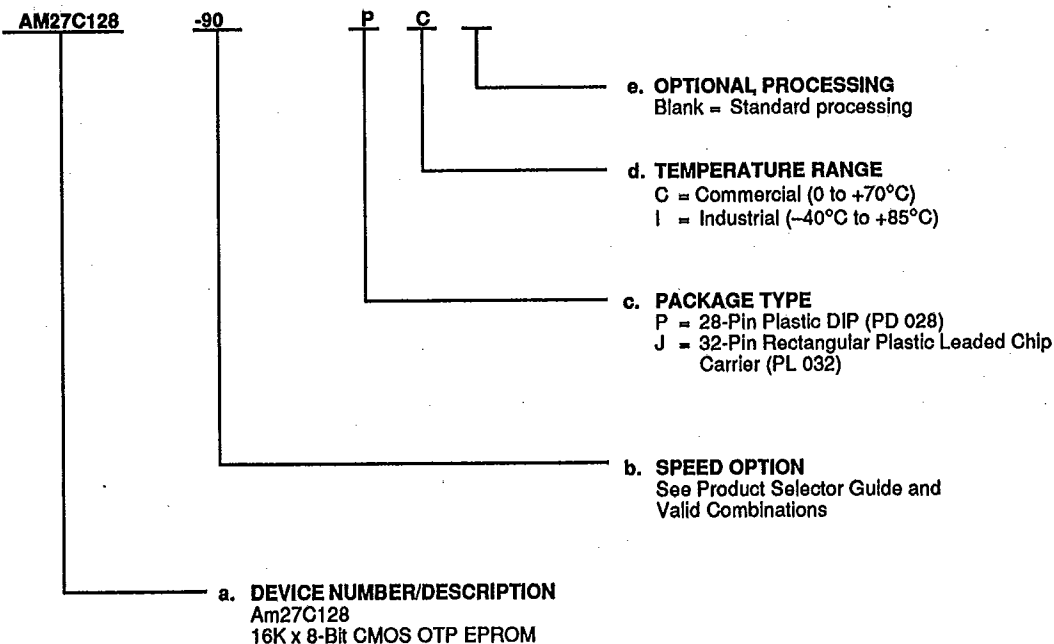 AM27C128 -90 P C
e. OPTIONAL PROCESSING
Blank = Standard processing
d. TEMPERATURE RANGE
C = Commercial (0 to +70°C)
I = Industrial (–40°C to +85°C)
c. PACKAGE TYPE
P = 28-Pin Plastic DIP (PD 028)
J = 32-Pin Rectangular Plastic Leaded Chip
Carrier (PL 032)
b. SPEED OPTION
See Product Selector Guide and
Valid Combinations
a. DEVICE NUMBER/DESCRIPTION
Am27C128
16K x 8-Bit CMOS OTP EPROM